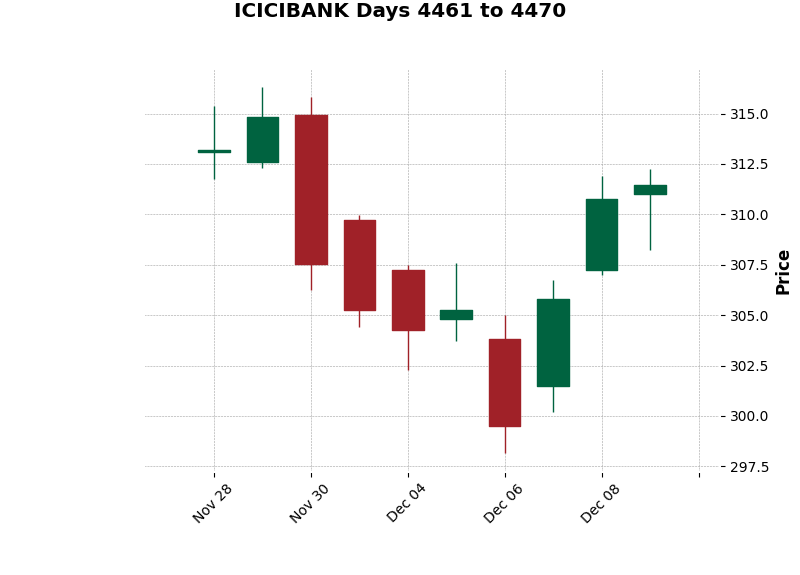 ICICIBANK Days 4461 to 4470
315.0
312.5
310.0
307.5
305.0
302.5
300.0
297.5
Price
Nov 28
Nov 30
Dec 04
Dec 06
Dec 08